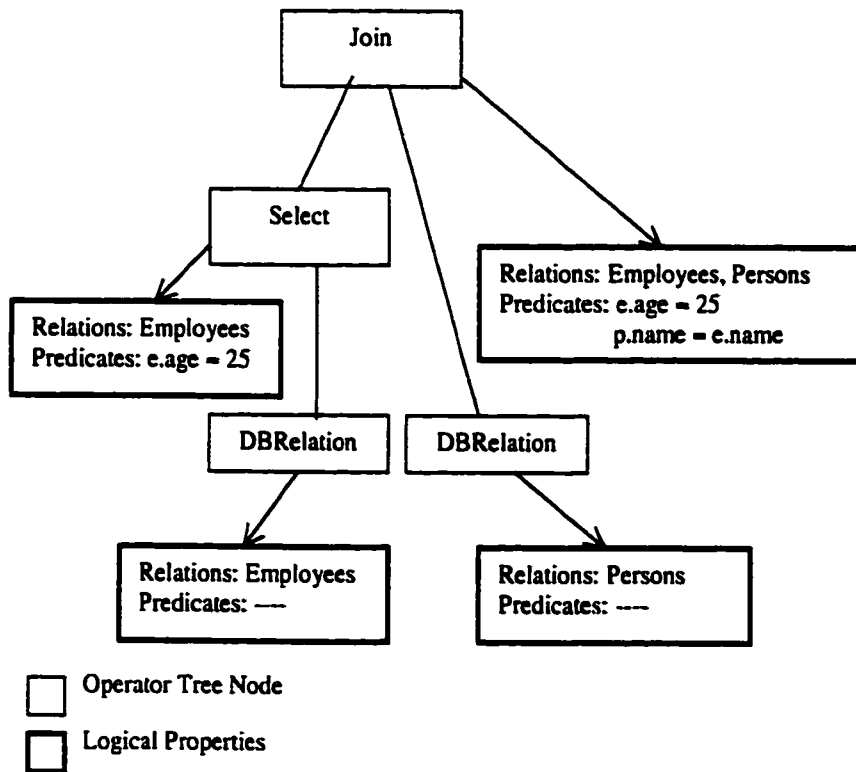 Join
Select
Relations: Employees, Persons
Predicates: e.age = 25
p.name = e.name
Relations: Employees
Predicates: e.age = 25
DBRelation
DBRelation
Relations: Employees
Predicates: ----
Relations: Persons
Predicates: ----
Operator Tree Node
Logical Properties